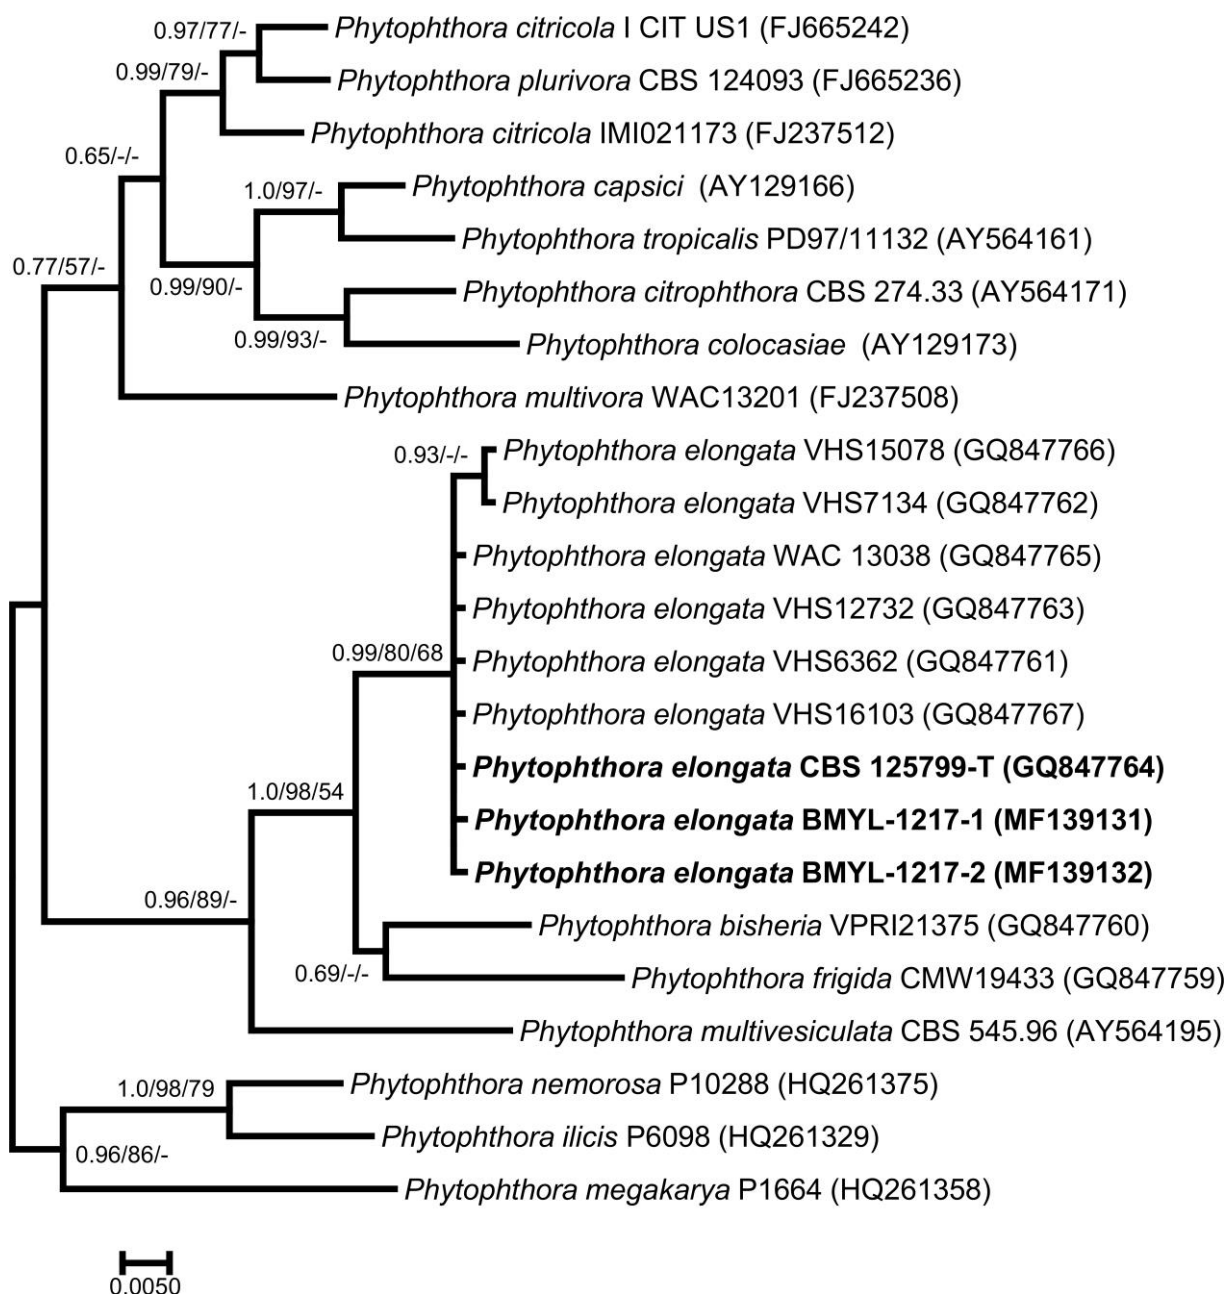 0.97/77/-
Phytophthora citricola I CIT US1 (FJ665242)
0.99/79/-
Phytophthora plurivora CBS 124093 (FJ665236)
Phytophthora citricola IMI021173 (FJ237512)
0.65/-/-
1.0/97/-
Phytophthora capsici (AY129166)
Phytophthora tropicalis PD97/11132 (AY564161)
0.77/57/-
0.99/90/-
Phytophthora citrophthora CBS 274.33 (AY564171)
0.99/93/-
Phytophthora colocasiae (AY129173)
Phytophthora multivora WAC13201 (FJ237508)
0.93/-/-
Phytophthora elongata VHS15078 (GQ847766)
Phytophthora elongata VHS7134 (GQ847762)
Phytophthora elongata WAC 13038 (GQ847765)
Phytophthora elongata VHS12732 (GQ847763)
0.99/80/68
Phytophthora elongata VHS6362 (GQ847761)
Phytophthora elongata VHS16103 (GQ847767)
Phytophthora elongata CBS 125799-T (GQ847764)
1.0/98/54
Phytophthora elongata BMYL-1217-1 (MF139131)
Phytophthora elongata BMYL-1217-2 (MF139132)
0.96/89/-
Phytophthora bisheria VPRI21375 (GQ847760)
0.69/-/-
Phytophthora frigida CMW19433 (GQ847759)
Phytophthora multivesiculata CBS 545.96 (AY564195)
1.0/98/79
Phytophthora nemorosa P10288 (HQ261375)
Phytophthora ilicis P6098 (HQ261329)
0.96/86/-
Phytophthora megakarya P1664 (HQ261358)
0.0050